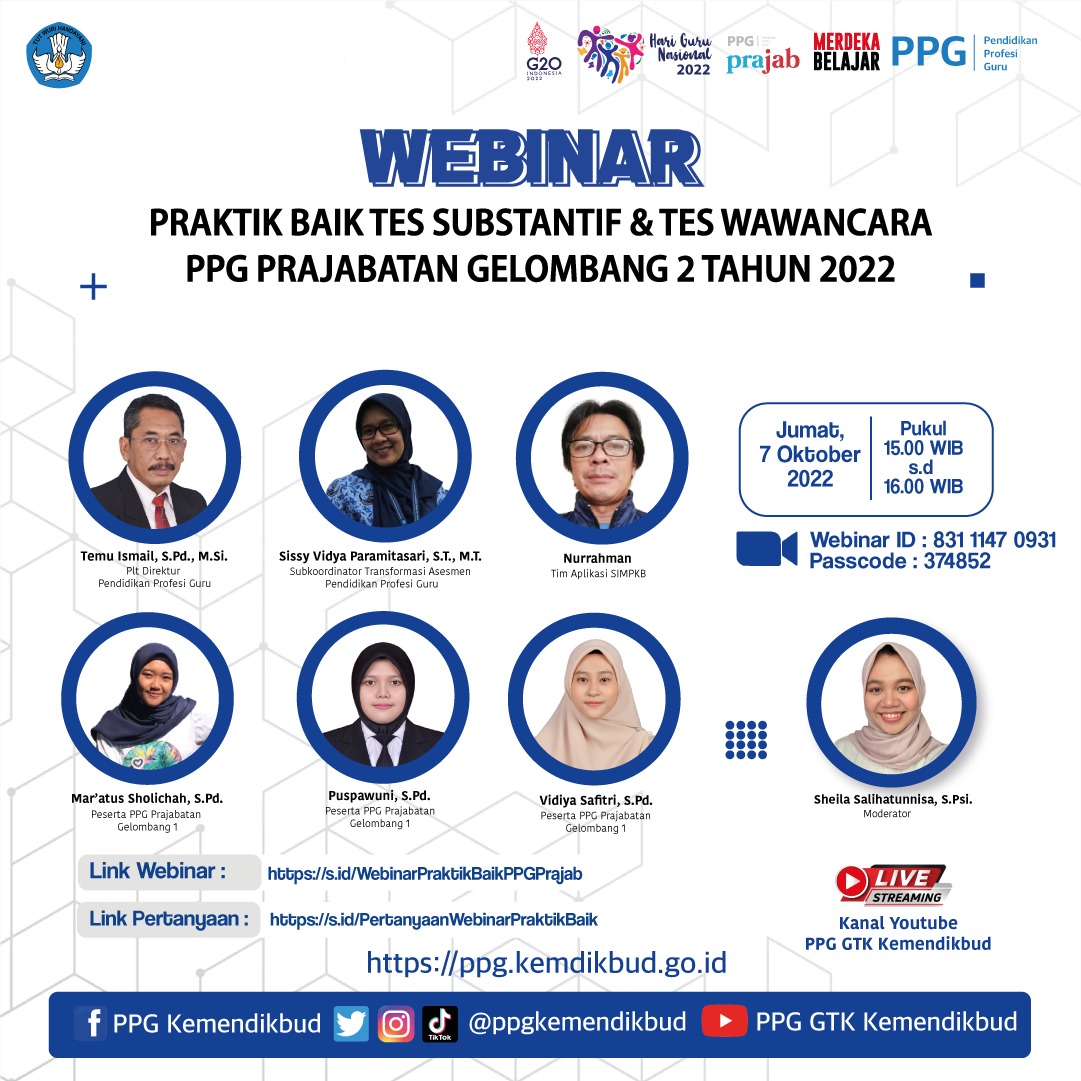 TUT WURI HANDAYANI
G20
INDONESIA
2022
Hari Guru
Nasional
2022
PPG
prajab
MERDEKA
BELAJAR
PPG
Pendidikan
Profesi
Guru
WEBINAR
PRAKTIK BAIK TES SUBSTANTIF & TES WAWANCARA
PPG PRAJABATAN GELOMBANG 2 TAHUN 2022
Temu Ismail, S.Pd., M.Si.
Plt Direktur
Pendidikan Profesi Guru
Sissy Vidya Paramitasari, S.T., M.T.
Subkoordinator Transformasi Asesmen
Pendidikan Profesi Guru
Nurrahman
Tim Aplikasi SIMPKB
Jumat,
7 Oktober
2022
Pukul
15.00 WIB
s.d
16.00 WIB
Webinar ID : 831 1147 0931
Passcode : 374852
Mar'atus Sholichah, S.Pd.
Peserta PPG Prajabatan
Gelombang 1
Puspawuni, S.Pd.
Peserta PPG Prajabatan
Gelombang 1
Vidiya Safitri, S.Pd.
Peserta PPG Prajabatan
Gelombang 1
Sheila Salihatunnisa, S.Psi.
Moderator
Link Webinar : https://s.id/WebinarPraktikBaikPPGPrajab
Link Pertanyaan : https://s.id/PertanyaanWebinarPraktikBaik
LIVE
STREAMING
Kanal Youtube
PPG GTK Kemendikbud
https://ppg.kemdikbud.go.id
PPG Kemendikbud
TikTok
@ppgkemendikbud
PPG GTK Kemendikbud